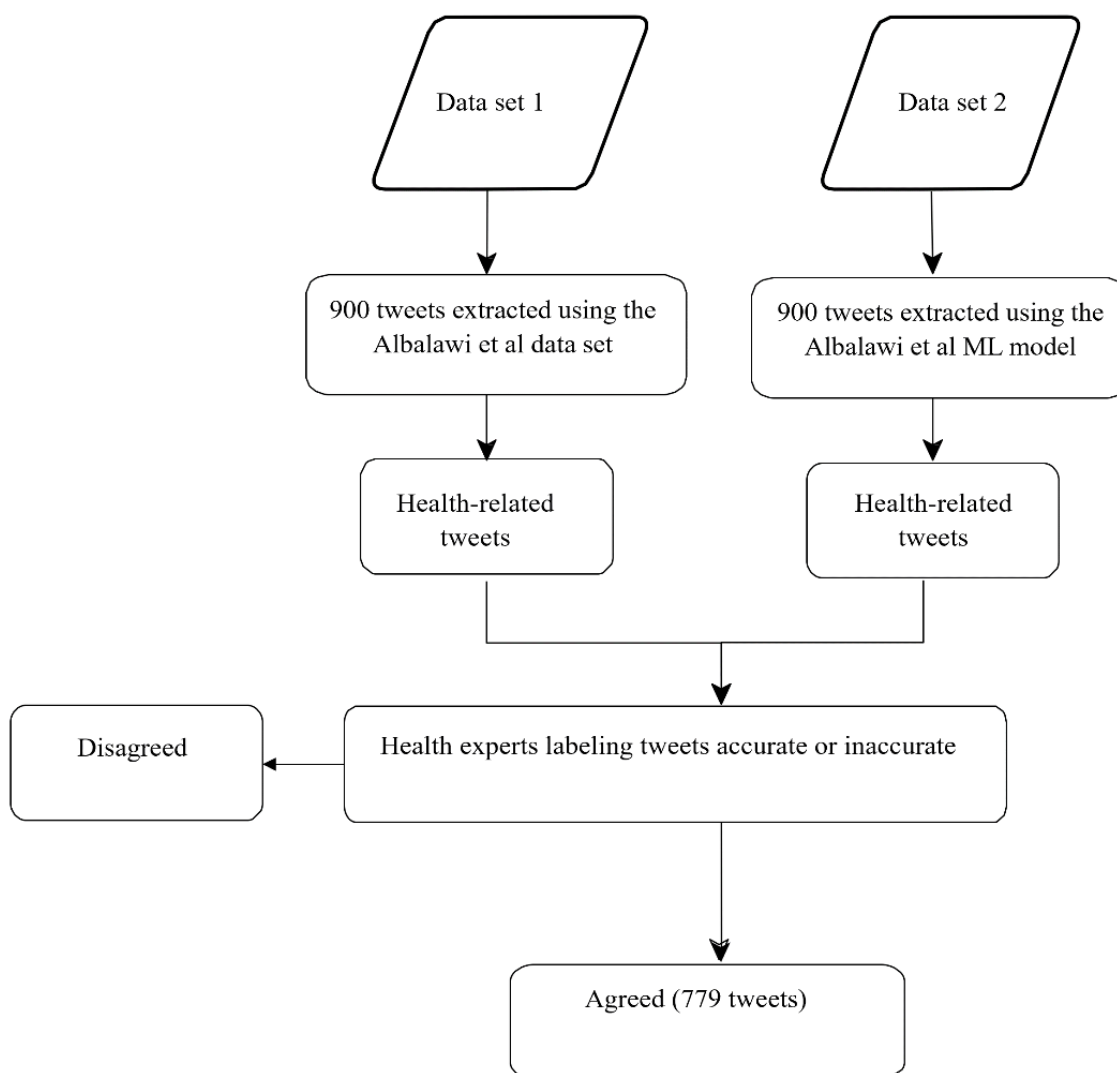 Data set 1
Data set 2
900 tweets extracted using the
Albalawi et al data set
900 tweets extracted using the
Albalawi et al ML model
Health-related
tweets
Health-related
tweets
Disagreed
Health experts labeling tweets accurate or inaccurate
Agreed (779 tweets)